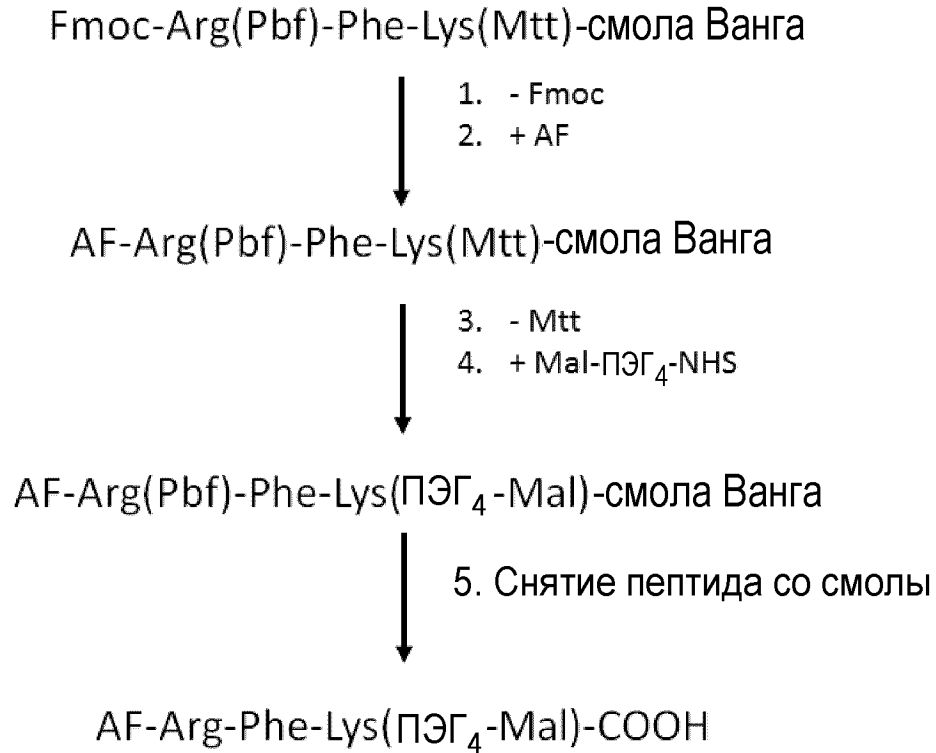 Fmoc-Arg(Pbf)-Phe-Lys(Mtt)-смола Ванга
1. - Fmoc
2. + AF
AF-Arg(Pbf)-Phe-Lys(Mtt)-смола Ванга
3. - Mtt
4. + Mal-ПЭГ4-NHS
AF-Arg(Pbf)-Phe-Lys(ПЭГ4-Mal)-смола Ванга
5. Снятие пептида со смолы
AF-Arg-Phe-Lys(ПЭГ4-Mal)-COOH